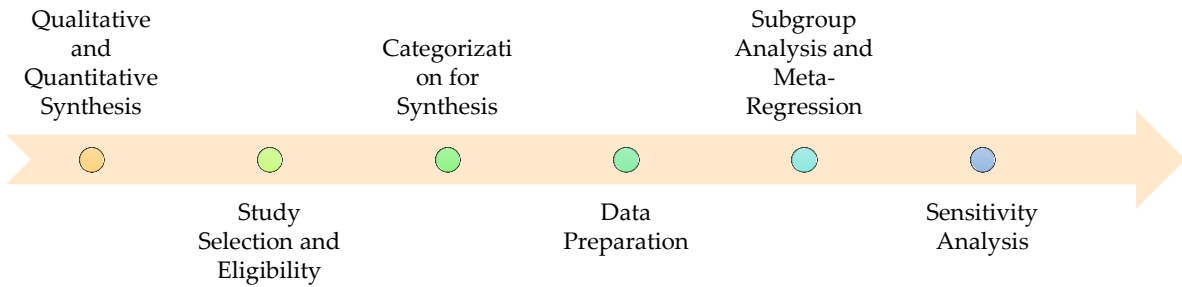 Qualitative
and
Quantitative
Synthesis
Study
Selection and
Eligibility
Categorizati
on for
Synthesis
Data
Preparation
Subgroup
Analysis and
Meta-
Regression
Sensitivity
Analysis